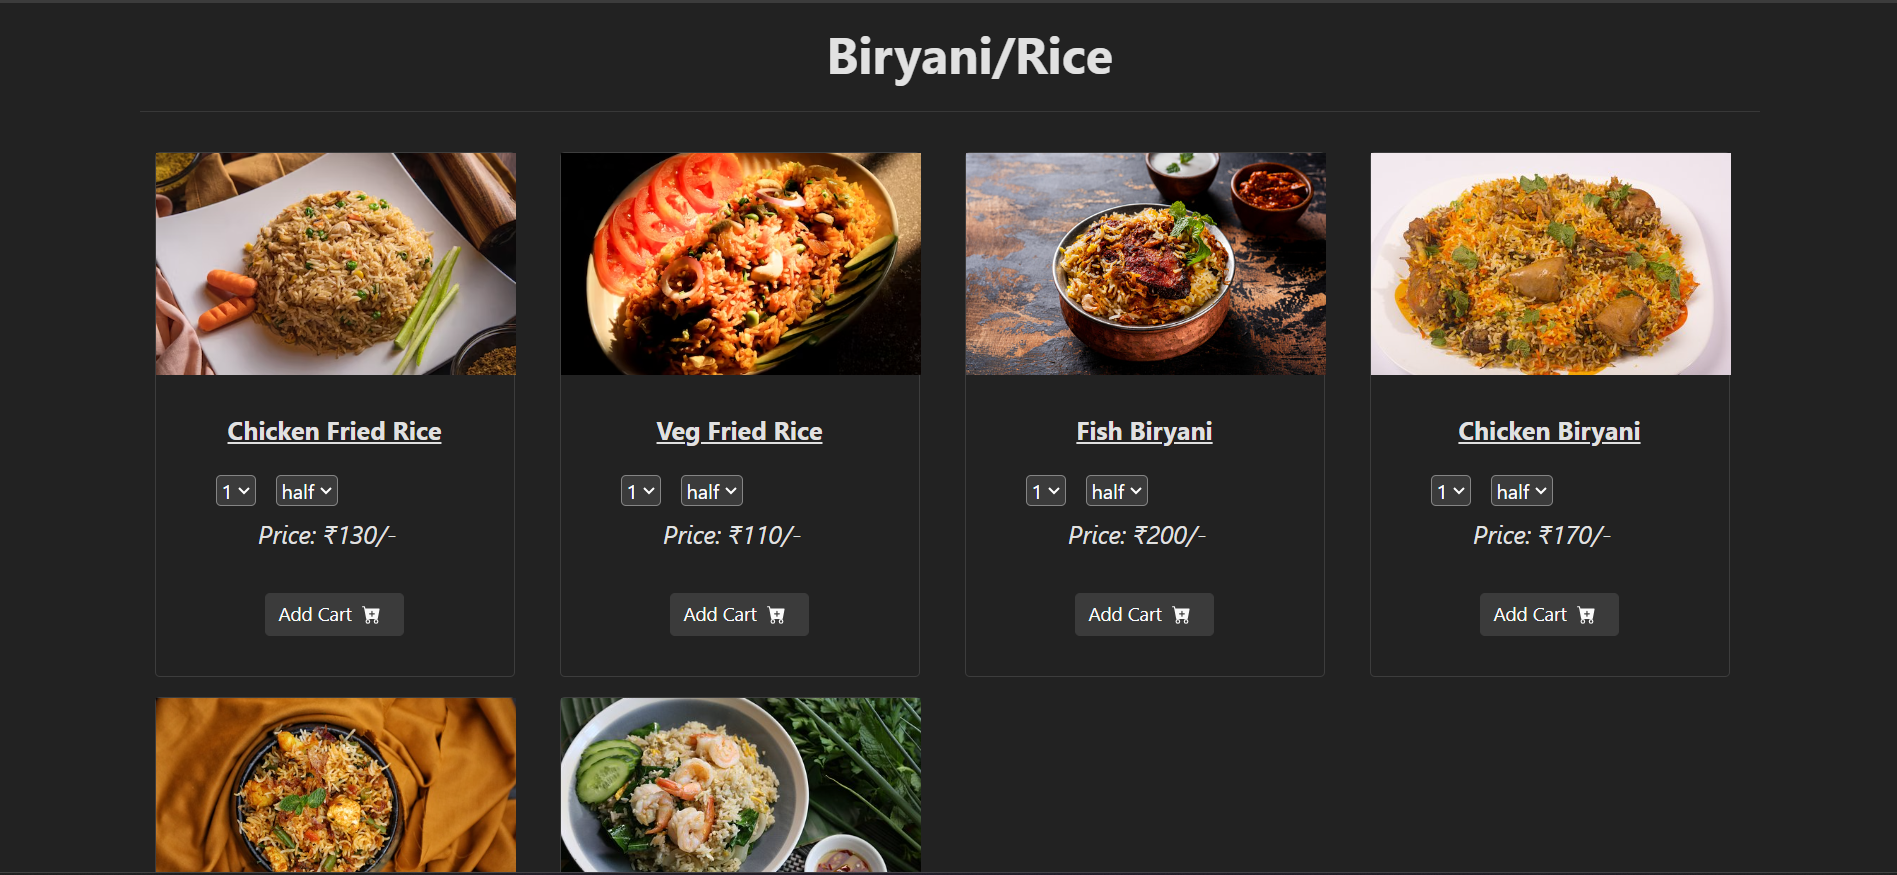 Biryani/Rice
Chicken Fried Rice
1 half
Price: ₹130/-
Add Cart
Veg Fried Rice
1 half
Price: ₹110/-
Add Cart
Fish Biryani
1 half
Price: ₹200/-
Add Cart
Chicken Biryani
1 half
Price: ₹170/-
Add Cart